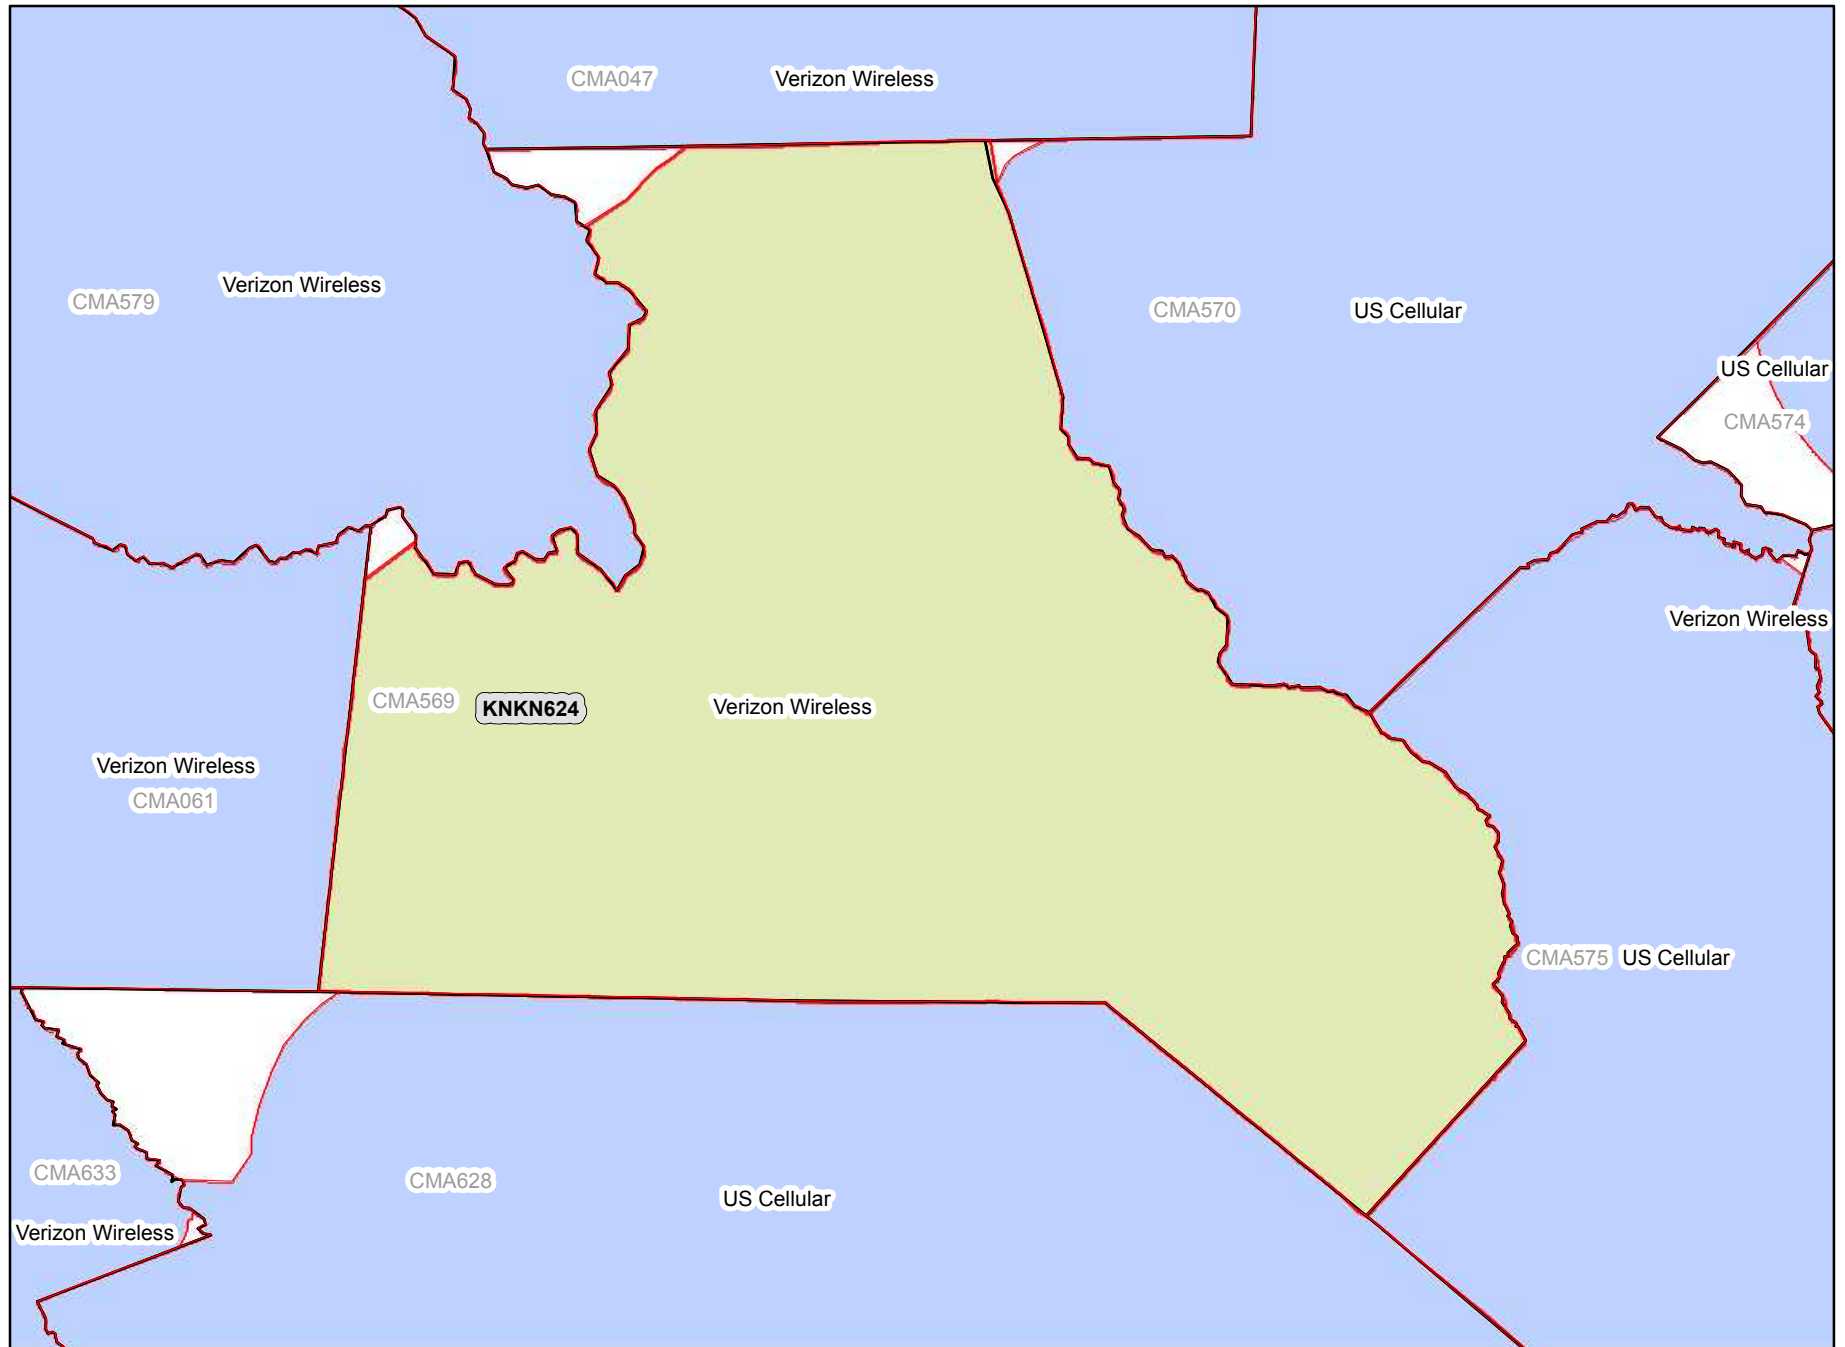 CMA047 Verizon Wireless
Verizon Wireless
CMA579
CMA570 US Cellular
US Cellular
CMA574
Verizon Wireless
CMA569 KNKN624 Verizon Wireless
Verizon Wireless
CMA061
CMA575 US Cellular
CMA633
CMA628
US Cellular
Verizon Wireless